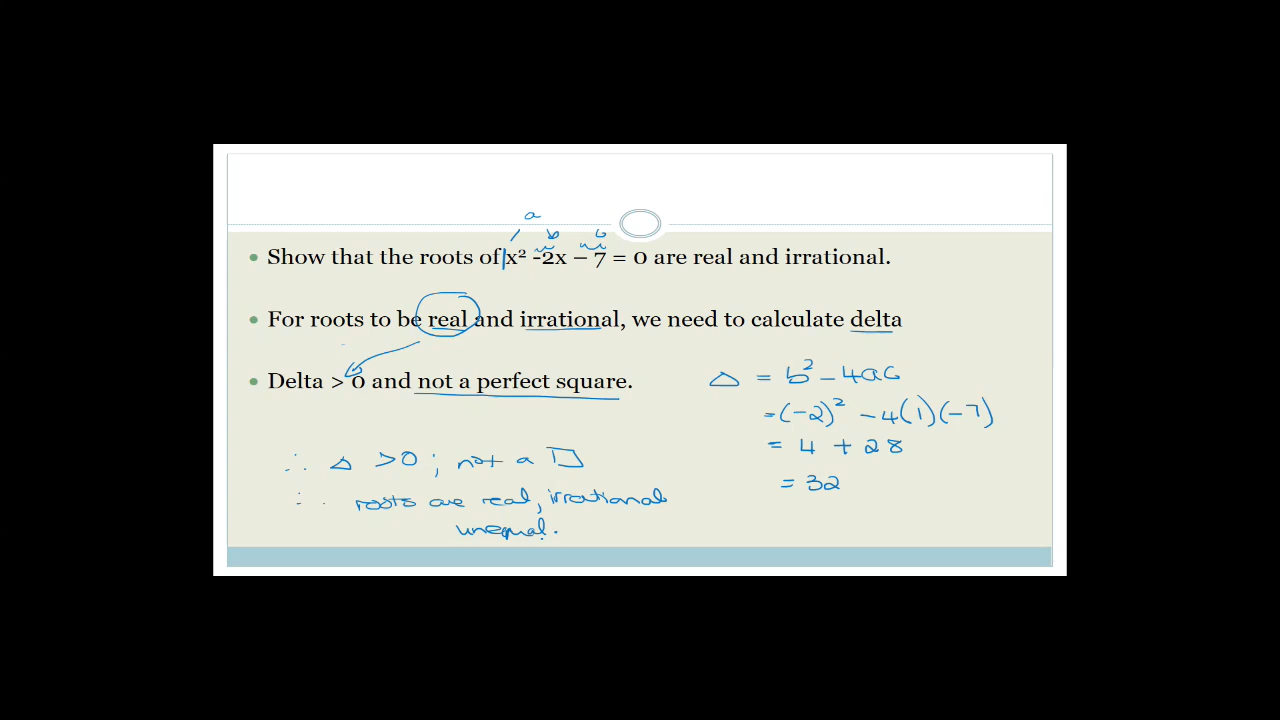 a
b c
• Show that the roots of 1x² -2x – 7 = 0 are real and irrational.
• For roots to be real and irrational, we need to calculate delta
• Delta > 0 and not a perfect square.
△ = b² - 4ac
= (-2)² - 4(1)(-7)
= 4 + 28
= 32
∴ △ > 0 ; not a □
∴ roots are real, irrational
unequal.